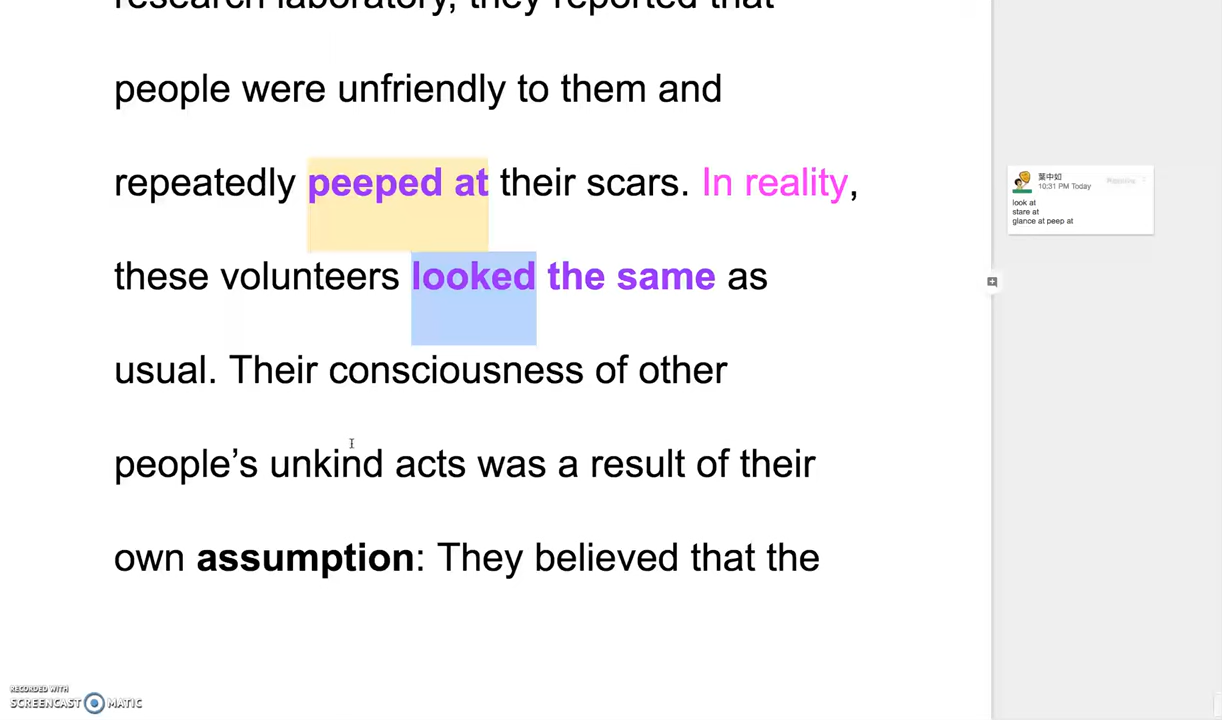 research laboratory, they reported that
people were unfriendly to them and
repeatedly peeped at their scars. In reality,
these volunteers looked the same as
usual. Their consciousness of other
people's unkind acts was a result of their
own assumption: They believed that the
葉中如
10:31 PM Today
look at
stare at
glance at peep at
RECORDED WITH
SCREENCAST MATIC